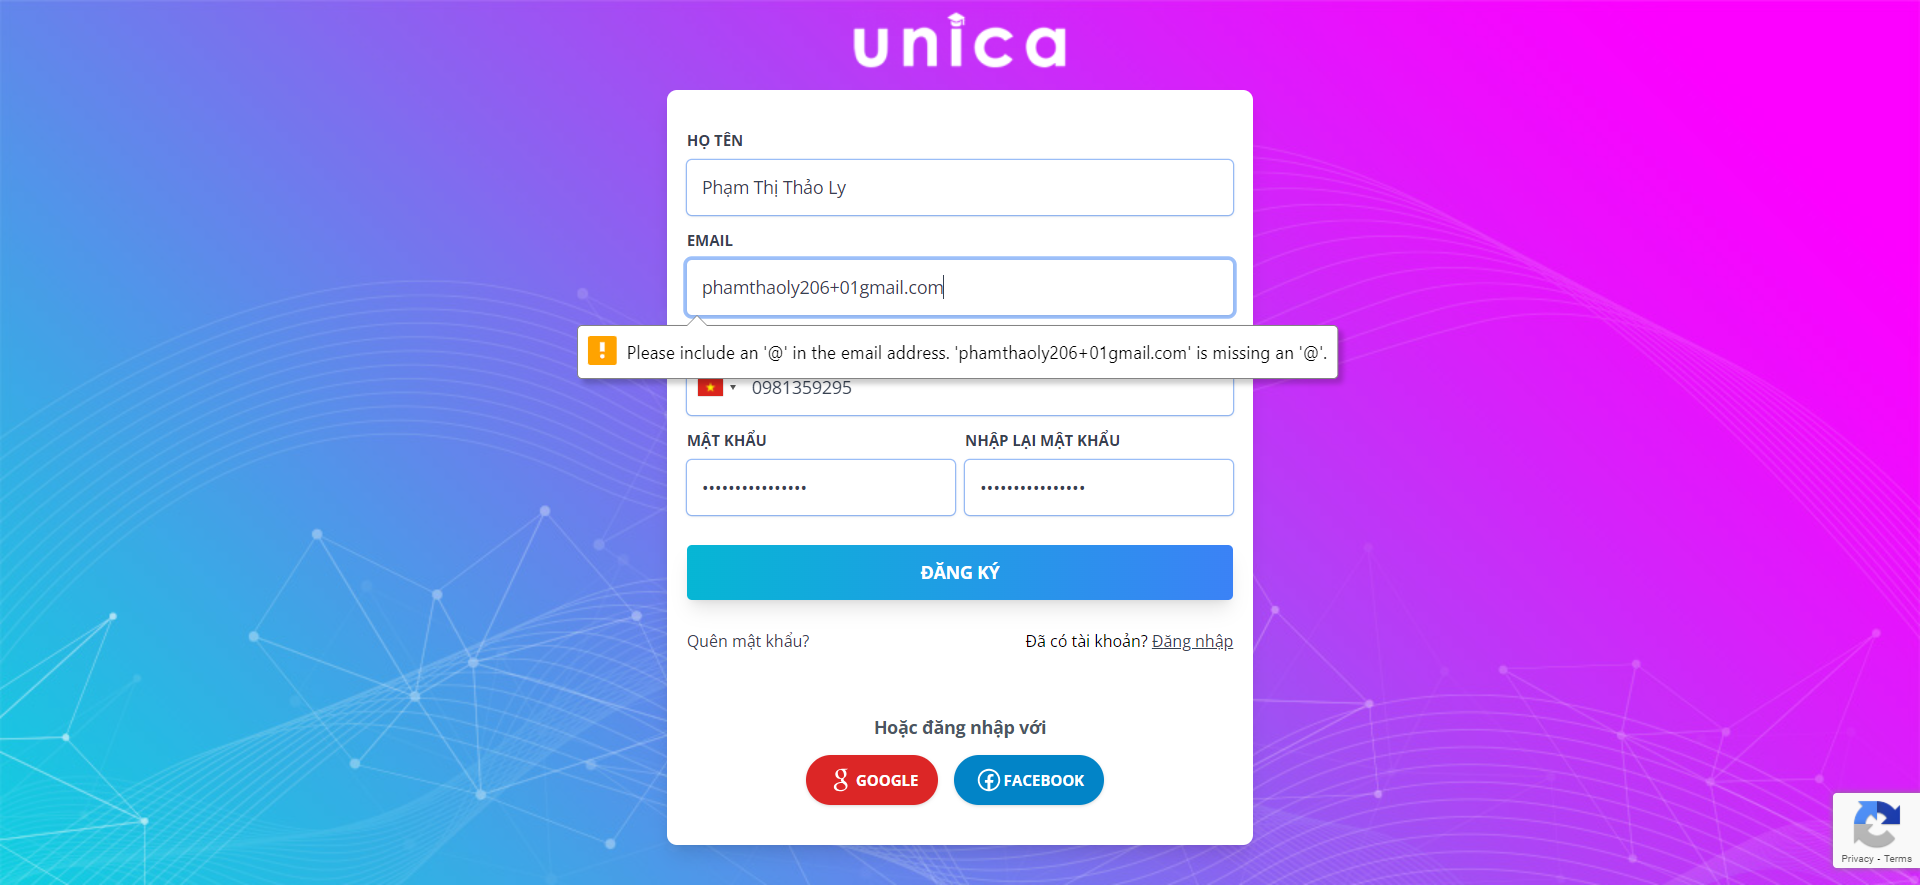 unica
HỌ TÊN
Phạm Thị Thảo Ly
EMAIL
phamthaoly206+01gmail.com
Please include an '@' in the email address. 'phamthaoly206+01gmail.com' is missing an '@'.
0981359295
MẬT KHẨU
NHẬP LẠI MẬT KHẨU
••••••••••••••••
••••••••••••••••
ĐĂNG KÝ
Quên mật khẩu?
Đã có tài khoản? Đăng nhập
Hoặc đăng nhập với
GOOGLE
FACEBOOK
Privacy - Terms